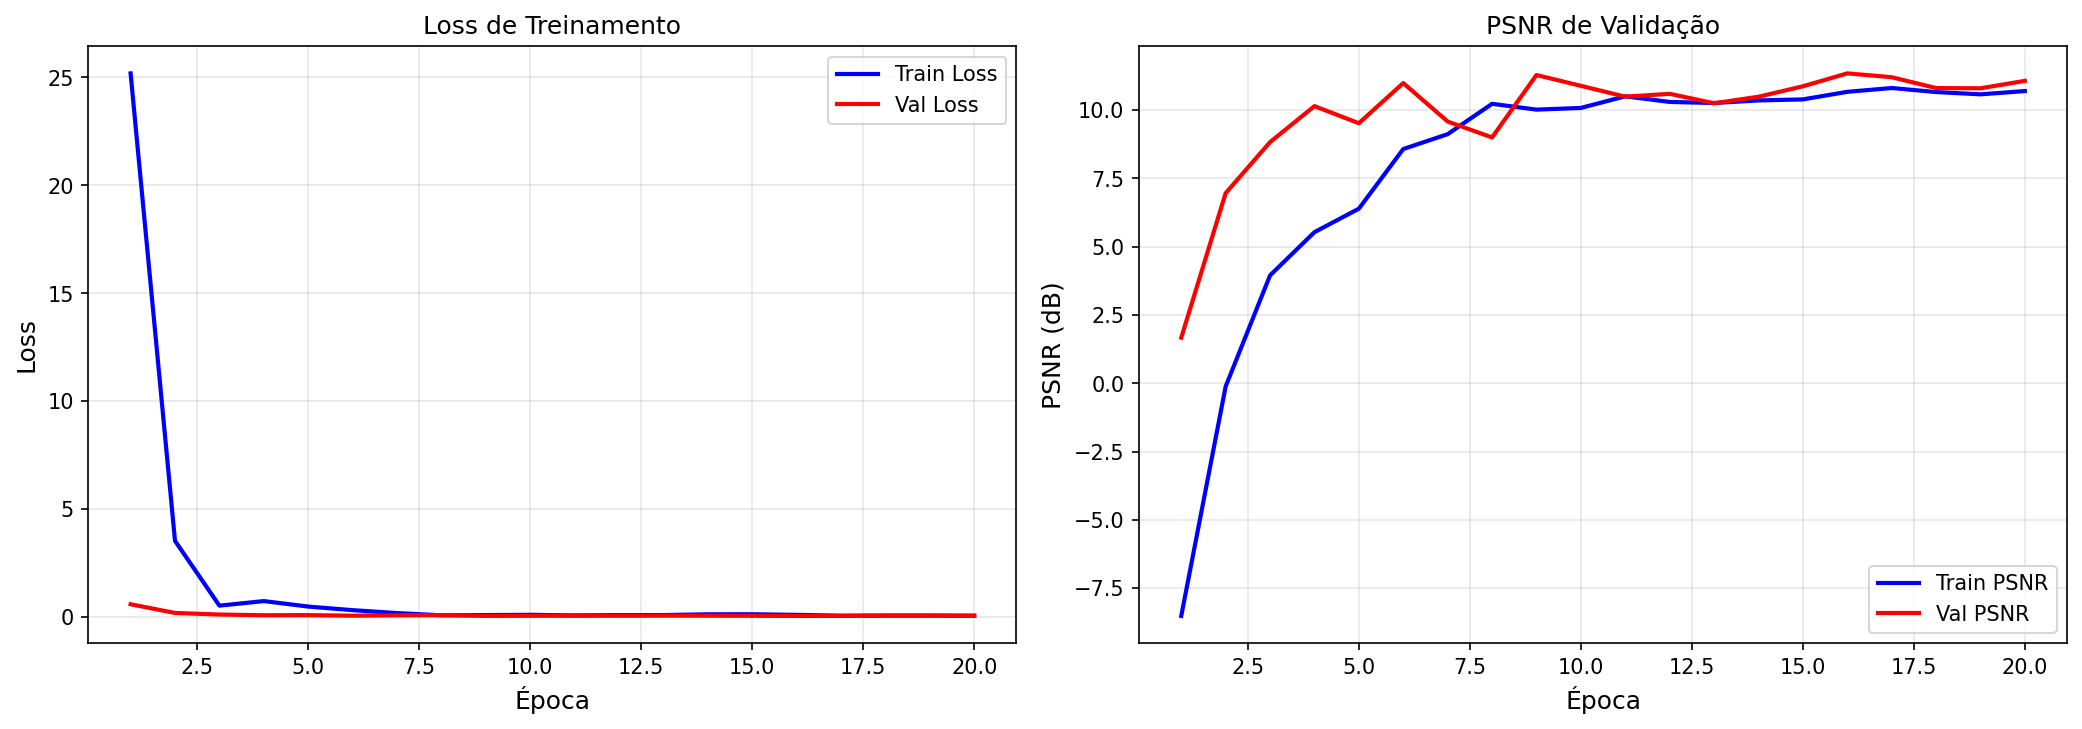 Loss de Treinamento
25
20
15
10
5
0
Loss
Train Loss
Val Loss
2.5 5.0 7.5 10.0 12.5 15.0 17.5 20.0
Época
PSNR de Validação
10.0
7.5
5.0
2.5
0.0
−2.5
−5.0
−7.5
PSNR (dB)
Train PSNR
Val PSNR
2.5 5.0 7.5 10.0 12.5 15.0 17.5 20.0
Época